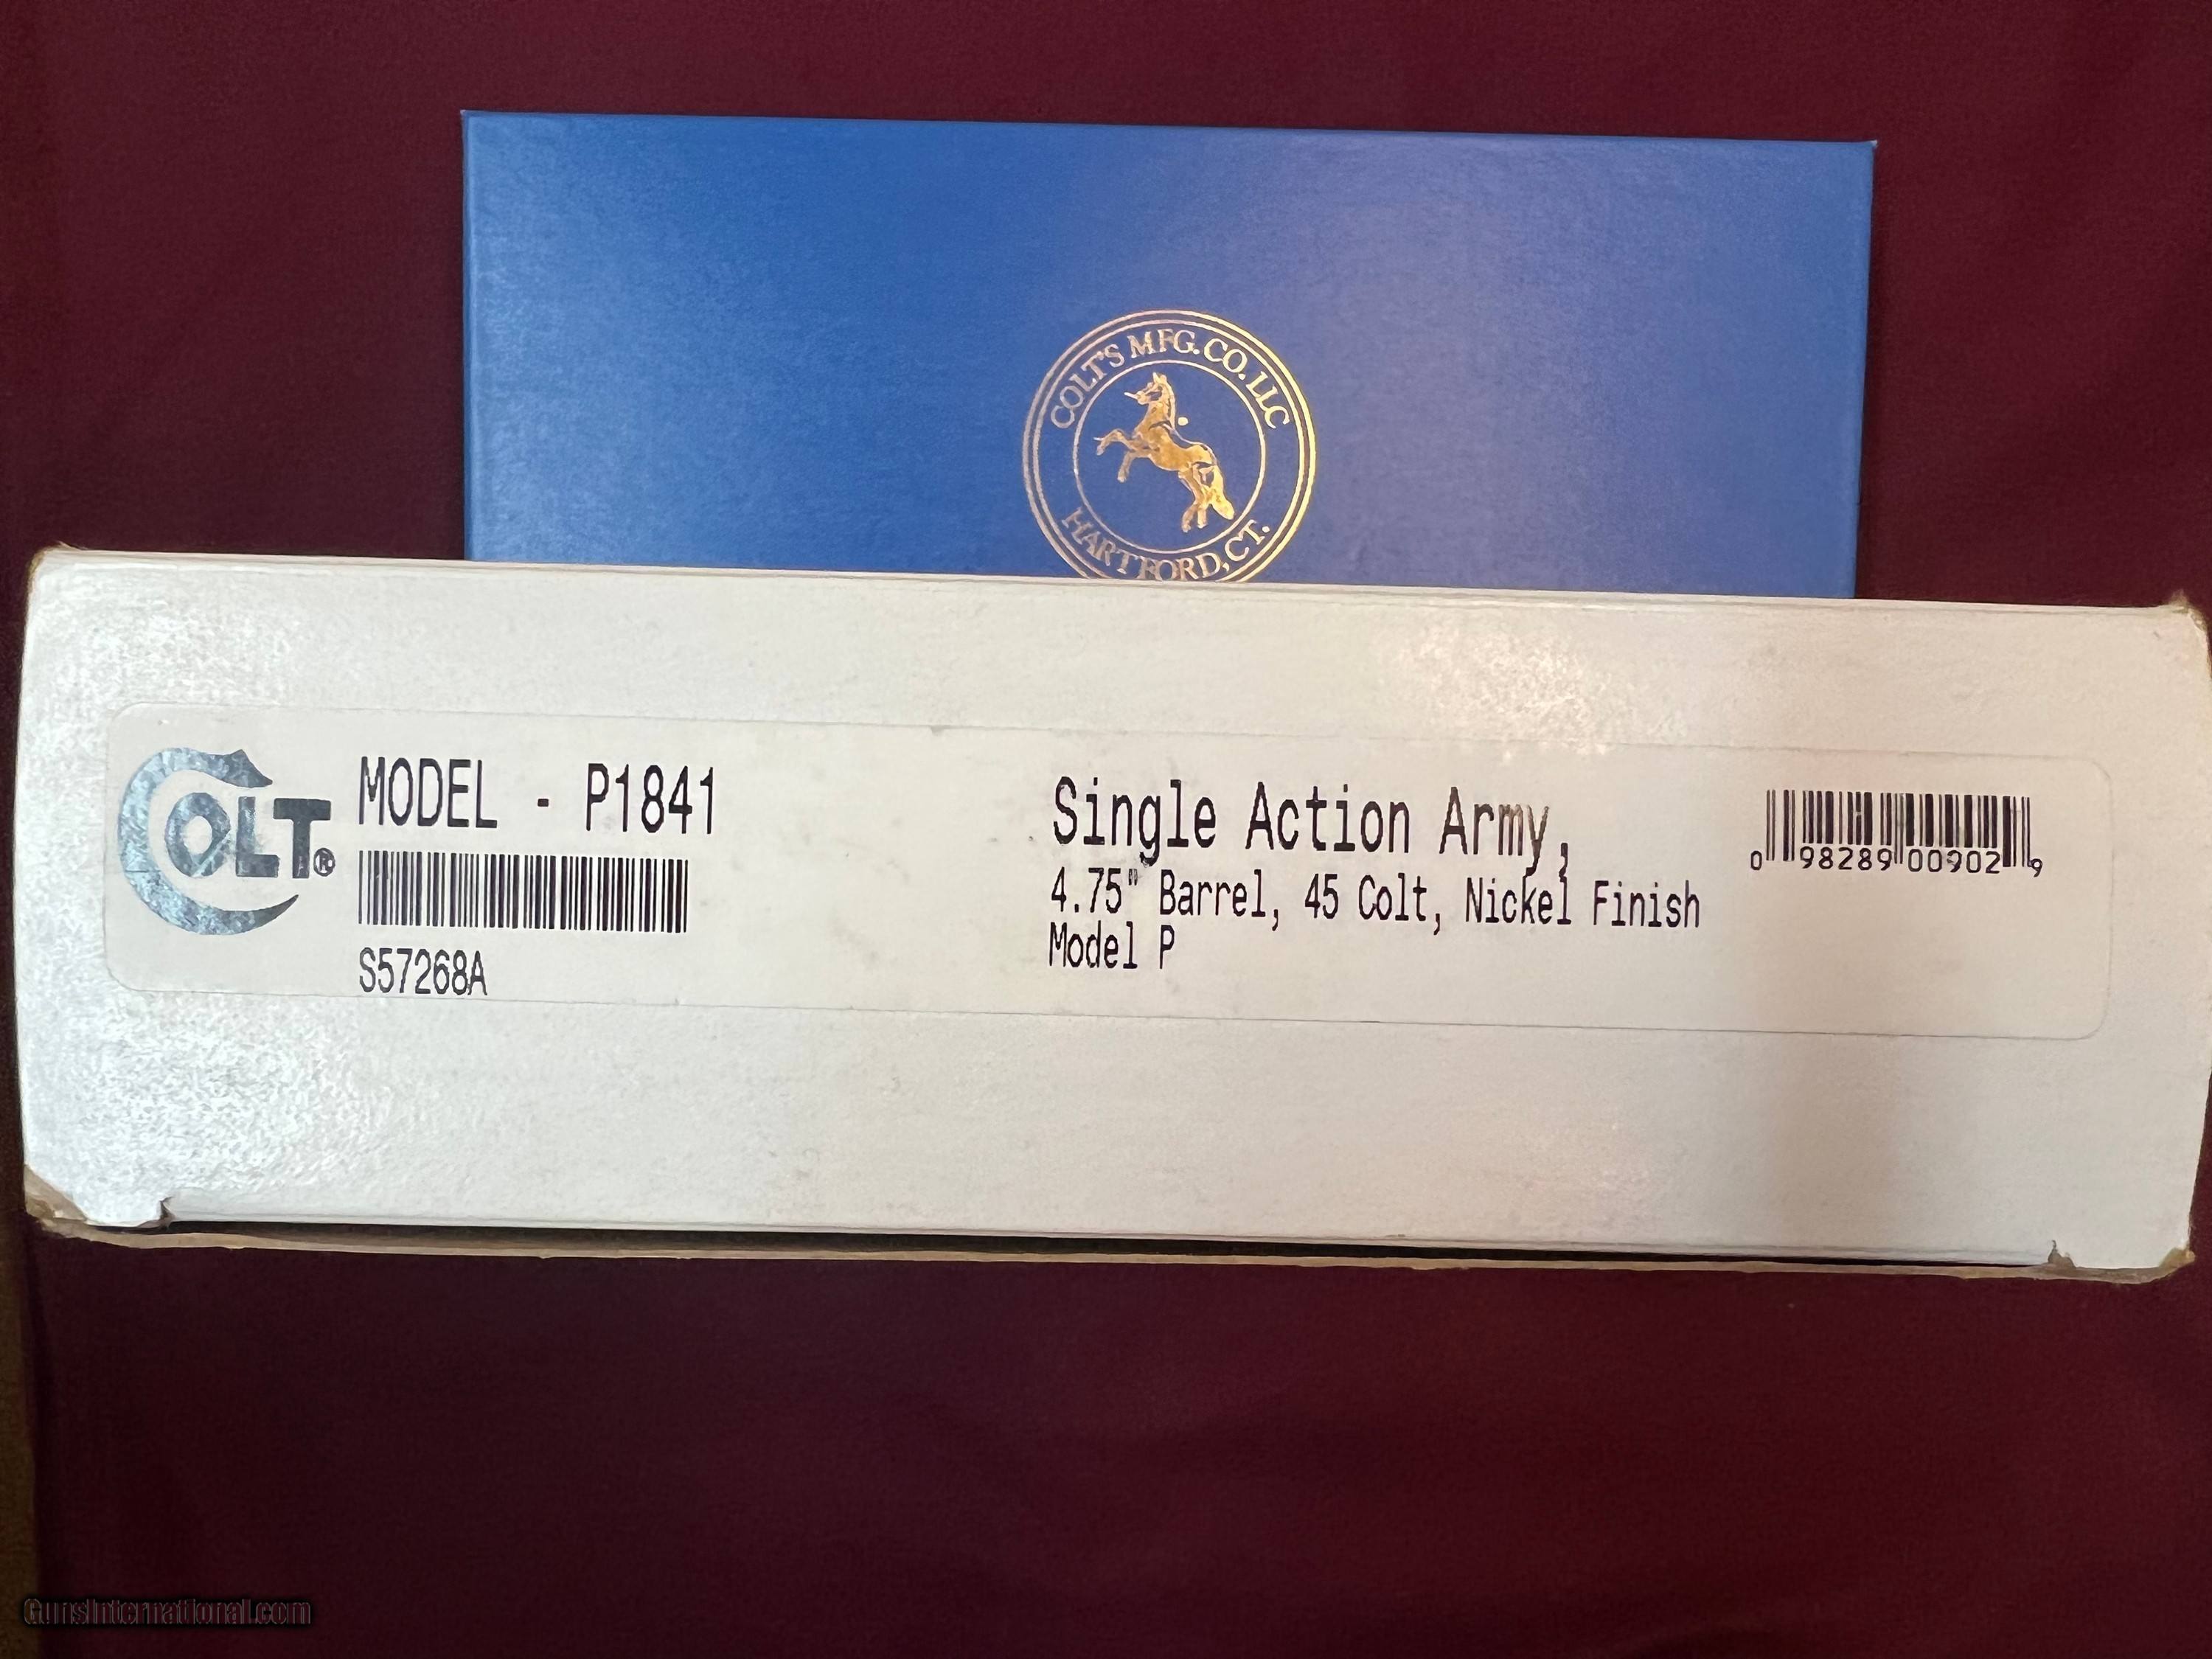 COLT'S MFG. CO. LLC
HARTFORD, CT.
COLT®
MODEL - P1841
S57268A
Single Action Army,
4.75" Barrel, 45 Colt, Nickel Finish
Model P
0 98289 00902 9
GunsInternational.com